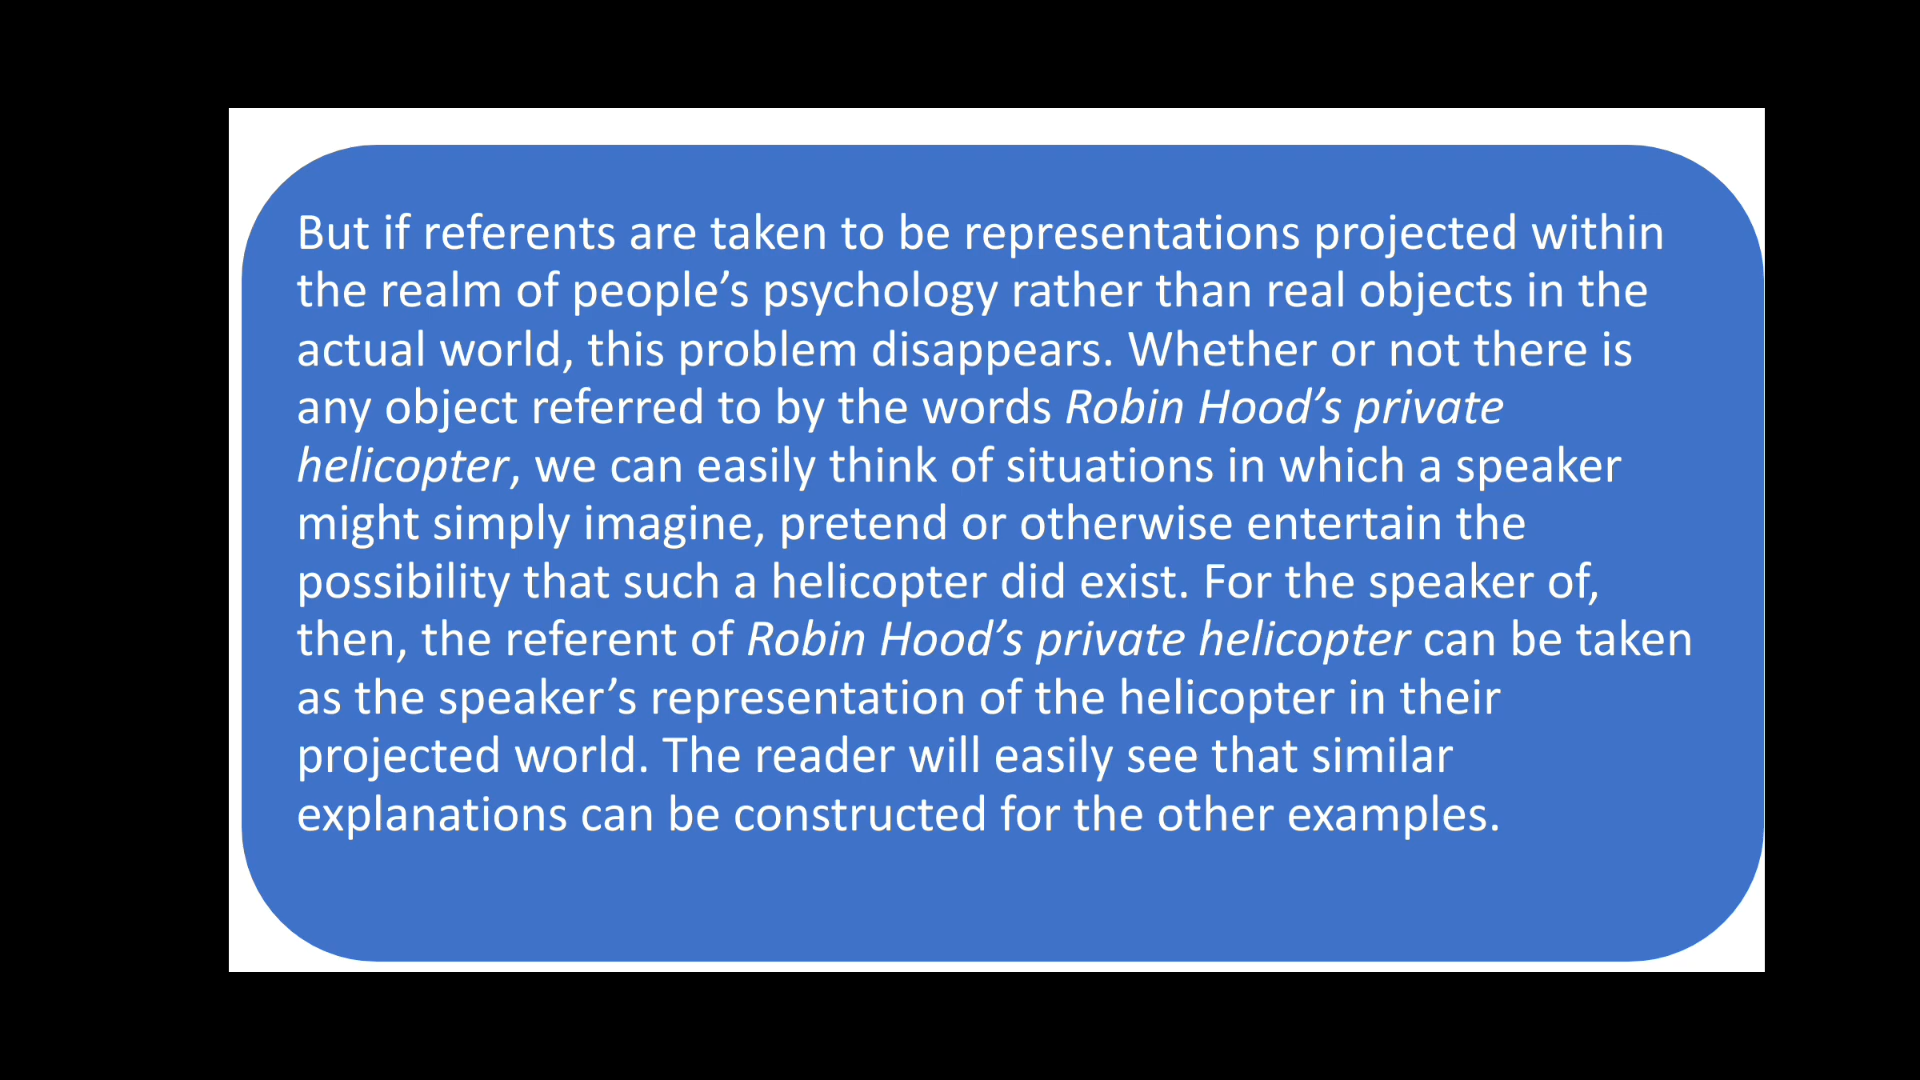 But if referents are taken to be representations projected within
the realm of people’s psychology rather than real objects in the
actual world, this problem disappears. Whether or not there is
any object referred to by the words Robin Hood’s private
helicopter, we can easily think of situations in which a speaker
might simply imagine, pretend or otherwise entertain the
possibility that such a helicopter did exist. For the speaker of,
then, the referent of Robin Hood’s private helicopter can be taken
as the speaker’s representation of the helicopter in their
projected world. The reader will easily see that similar
explanations can be constructed for the other examples.